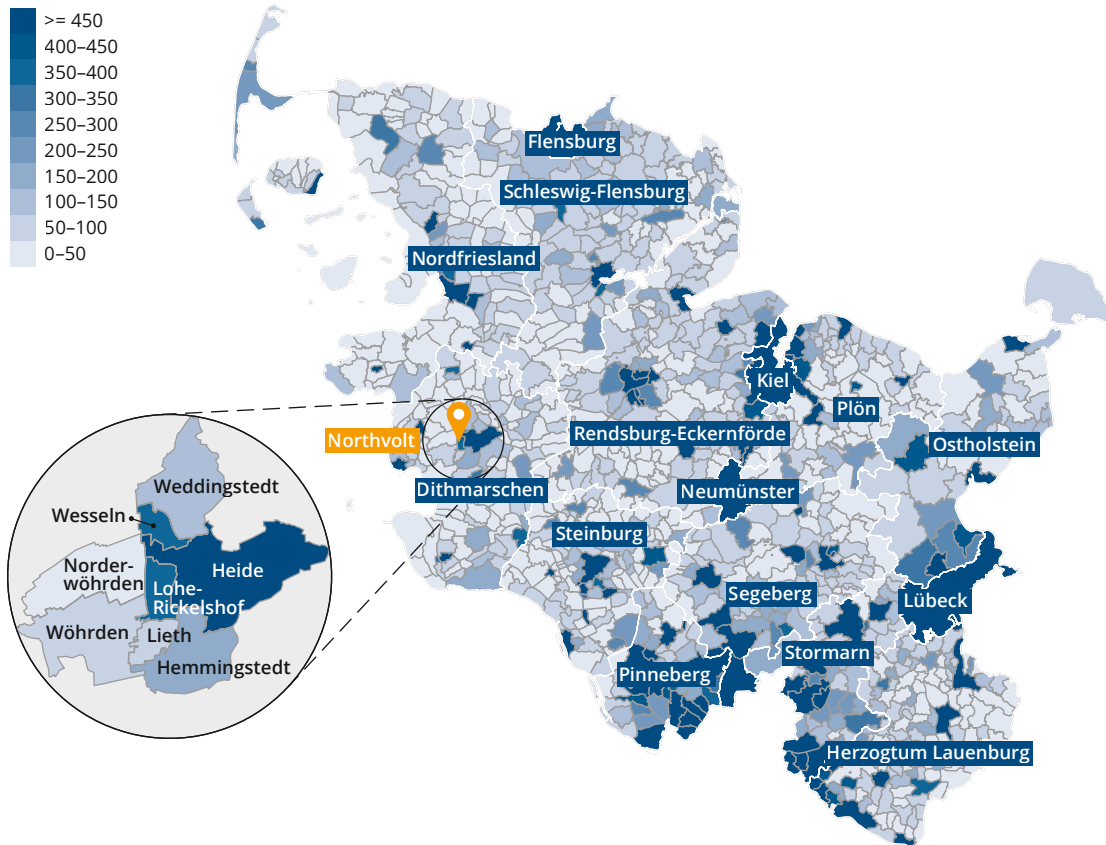 >= 450
400–450
350–400
300–350
250–300
200–250
150–200
100–150
50–100
0–50
Flensburg
Schleswig-Flensburg
Nordfriesland
Kiel
Plön
Northvolt
Rendsburg-Eckernförde
Ostholstein
Dithmarschen
Neumünster
Steinburg
Segeberg
Lübeck
Stormarn
Pinneberg
Herzogtum Lauenburg
Weddingstedt
Wesseln
Norder-
wöhrden
Heide
Lohe-
Rickelshof
Wöhrden
Lieth
Hemmingstedt